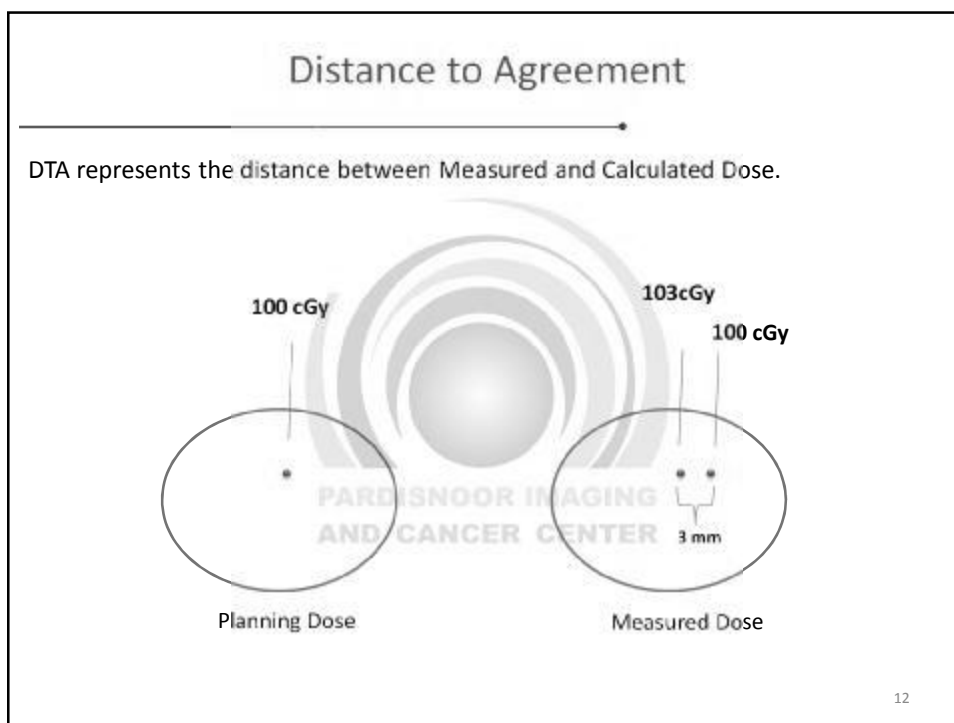 Distance to Agreement
DTA represents the distance between Measured and Calculated Dose.
100 cGy
103cGy
100 cGy
PARDISNOOR IMAGING
AND CANCER CENTER
3 mm
Planning Dose
Measured Dose
12